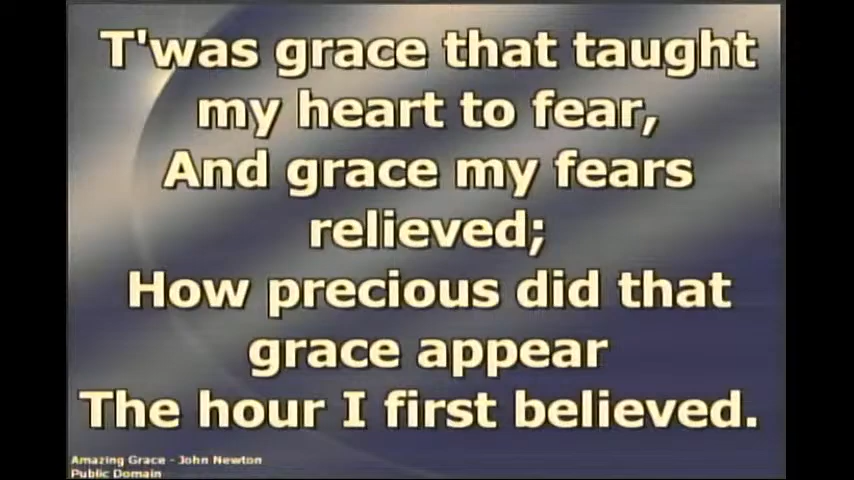 T'was grace that taught
my heart to fear,
And grace my fears
relieved;
How precious did that
grace appear
The hour I first believed.
Amazing Grace - John Newton
Public Domain